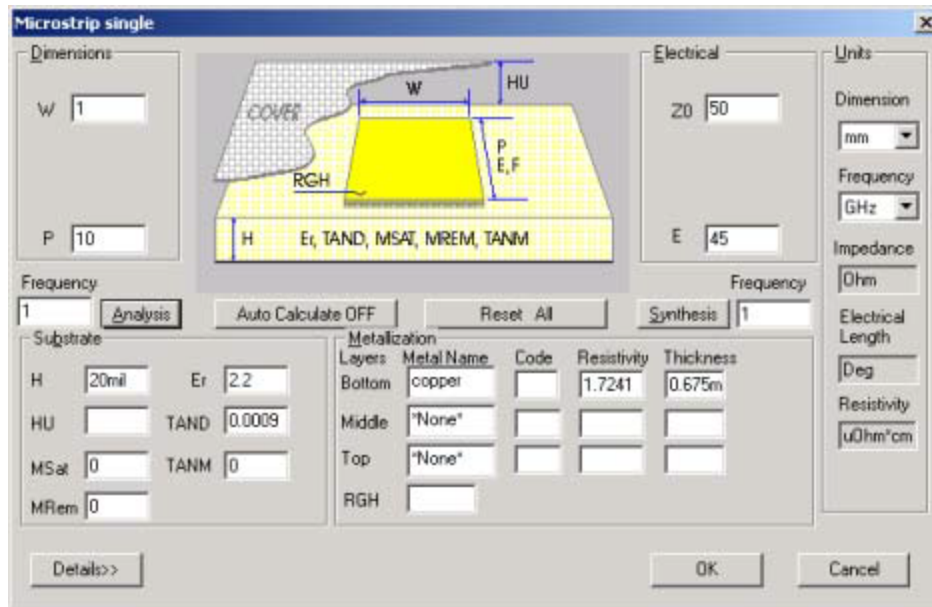 Microstrip single
Dimensions
W 1
P 10
COVER
W
HU
P
E,F
RGH
H Er, TAND, MSAT, MREM, TANM
Electrical
Z0 50
E 45
Units
Dimension
mm
Frequency
GHz
Impedance
Ohm
Electrical
Length
Deg
Resistivity
uOhm*cm
Frequency
1 Analysis
Auto Calculate OFF
Reset All
Frequency
Synthesis 1
Substrate
H 20mil Er 2.2
HU TAND 0.0009
MSat 0 TANM 0
MRem 0
Metallization
Layers Metal Name Code Resistivity Thickness
Bottom copper 1.7241 0.675m
Middle *None*
Top *None*
RGH
Details>>
OK
Cancel